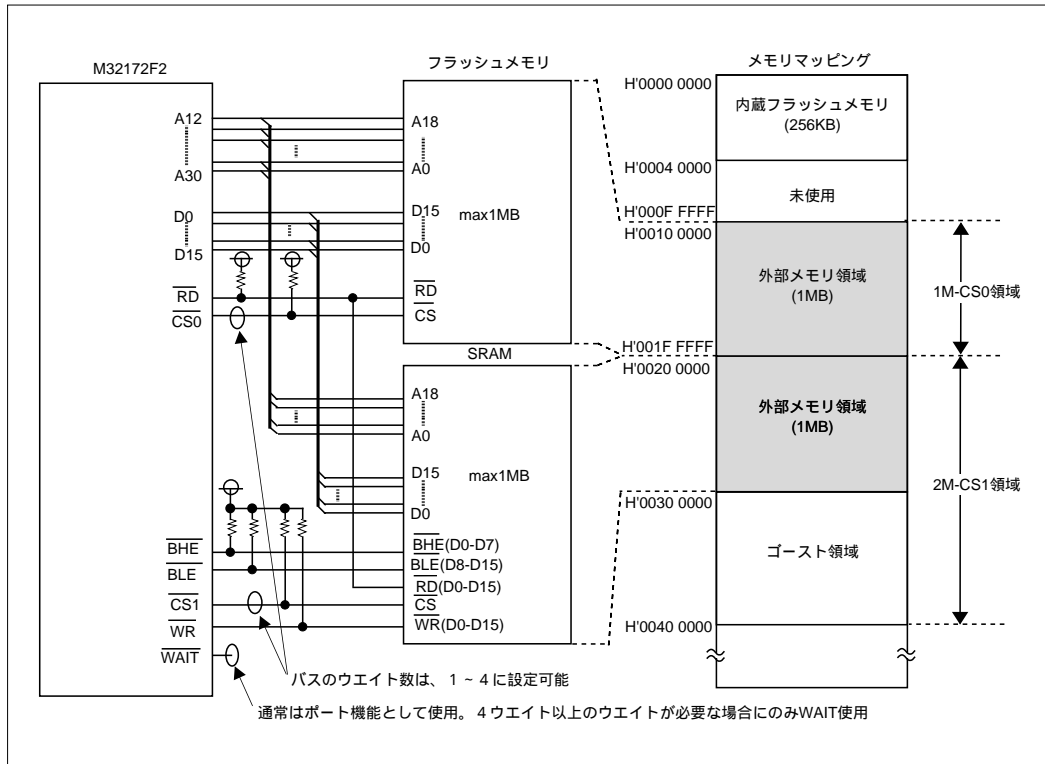 M32172F2
A12
A30
D0
D15
RD
CS0
BHE
BLE
CS1
WR
WAIT
フラッシュメモリ
A18
A0
D15
max1MB
D0
RD
CS
SRAM
A18
A0
D15
max1MB
D0
BHE(D0-D7)
BLE(D8-D15)
RD(D0-D15)
CS
WR(D0-D15)
メモリマッピング
H'0000 0000
内蔵フラッシュメモリ
(256KB)
H'0004 0000
未使用
H'000F FFFF
H'0010 0000
外部メモリ領域
(1MB)
1M-CS0領域
H'001F FFFF
H'0020 0000
外部メモリ領域
(1MB)
2M-CS1領域
H'0030 0000
ゴースト領域
H'0040 0000
バスのウエイト数は、1~4に設定可能
通常はポート機能として使用。4ウエイト以上のウエイトが必要な場合にのみWAIT使用